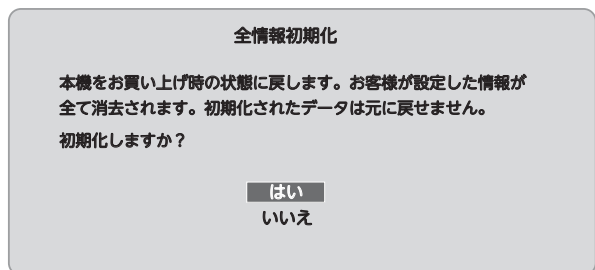 全情報初期化
本機をお買い上げ時の状態に戻します。お客様が設定した情報が
全て消去されます。初期化されたデータは元に戻せません。
初期化しますか？
はい
いいえ